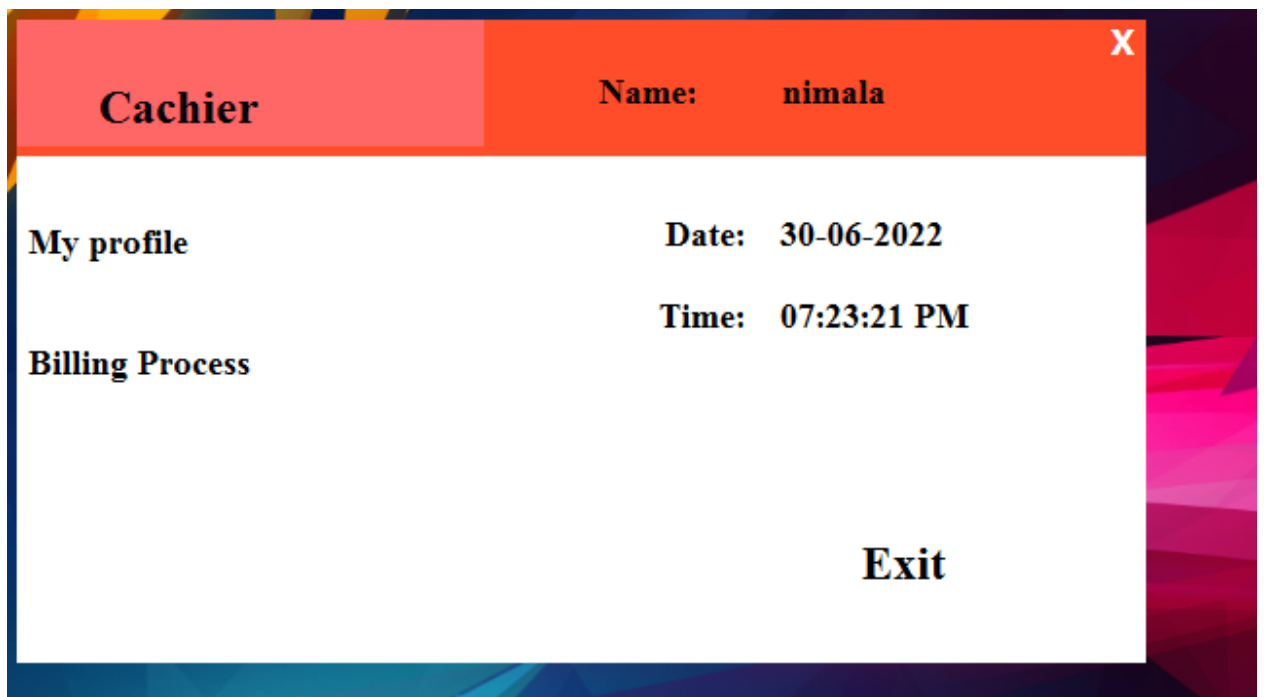 X
Cachier
Name: nimala
My profile
Date: 30-06-2022
Time: 07:23:21 PM
Billing Process
Exit